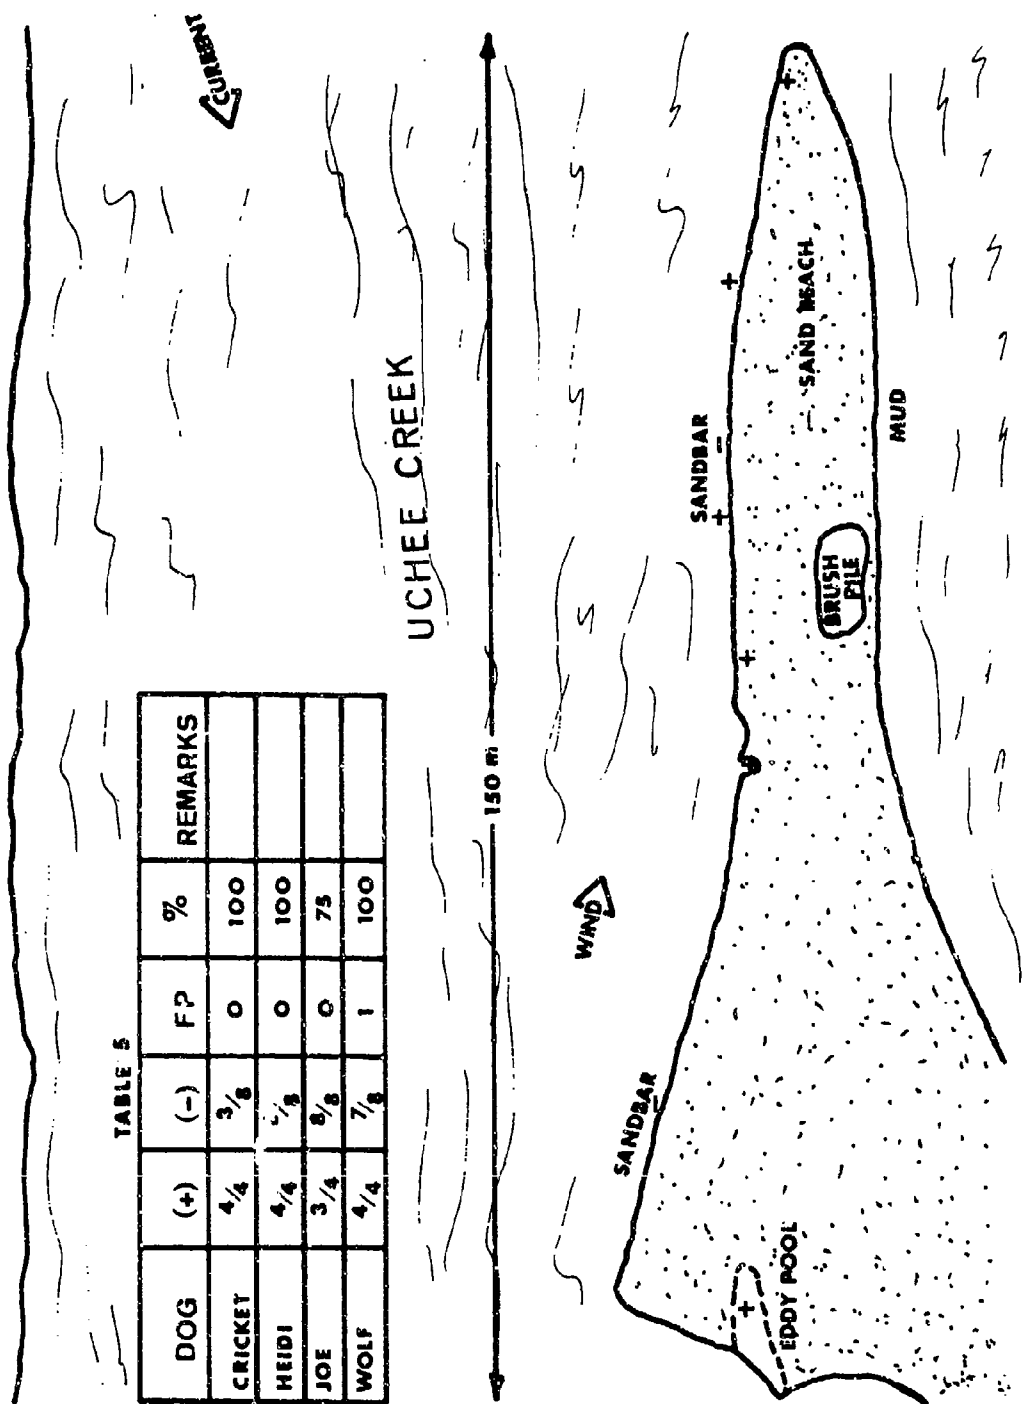 TABLE 5
DOG (+) (-) FP % REMARKS
CRICKET 4/4 3/8 0 100
HEIDI 4/4 /8 0 100
JOE 3/4 8/8 0 75
WOLF 4/4 7/8 1 100
CURRENT
UCHEE CREEK
150 m
WIND
SANDBAR
SANDBAR
SAND BEACH
MUD
BRUSH
PILE
EDDY POOL